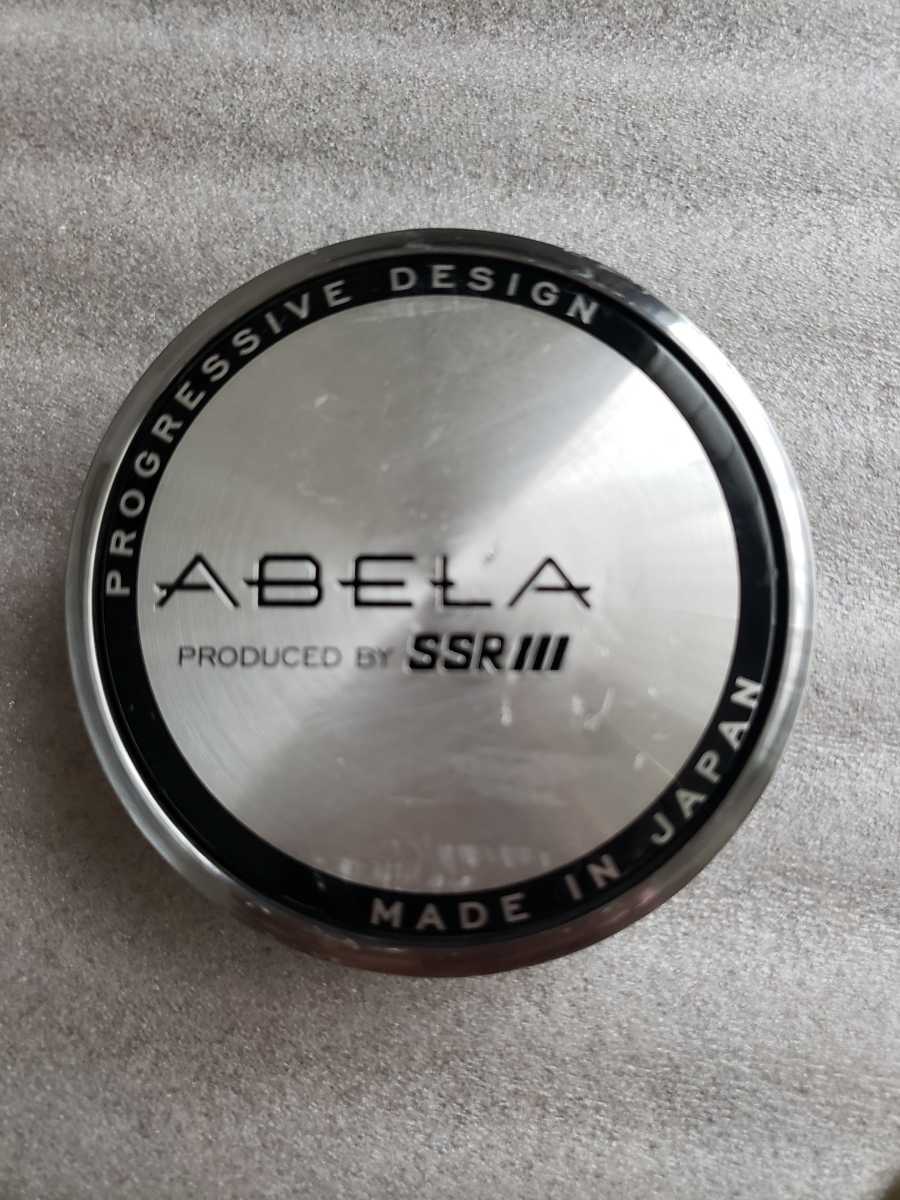 PROGRESSIVE DESIGN
ABELA
PRODUCED BY SSR
MADE IN JAPAN